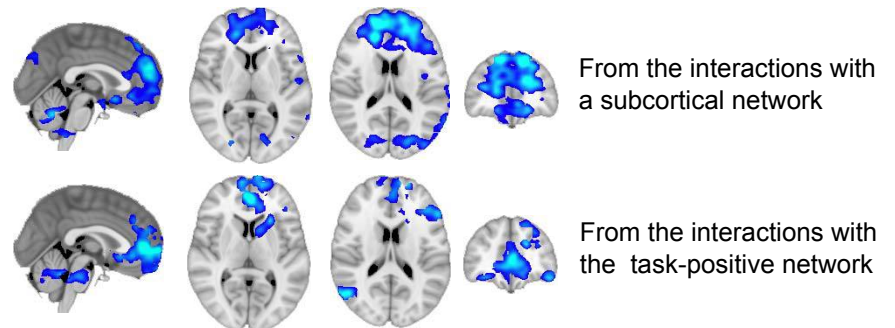 From the interactions with
a subcortical network
From the interactions with
the task-positive network